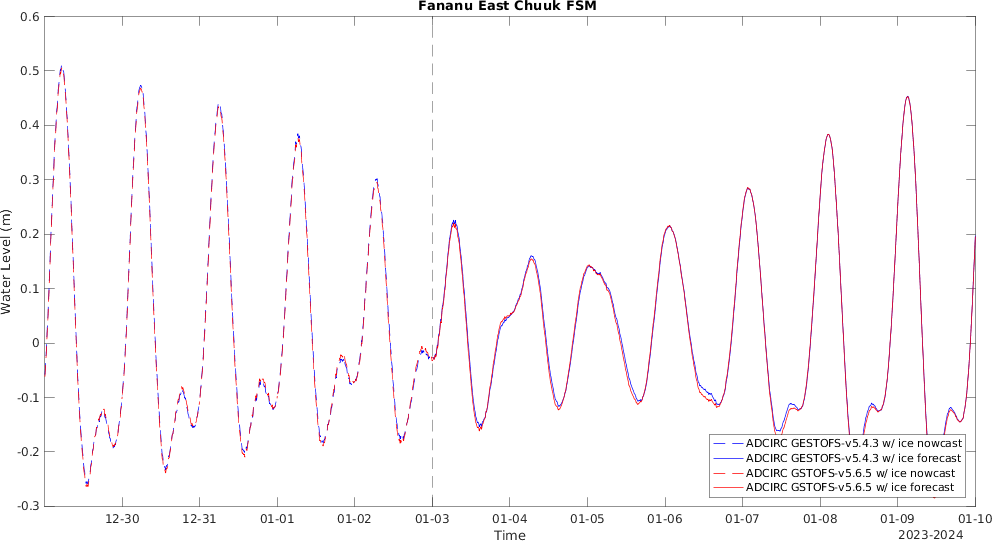 Fananu East Chuuk FSM
0.6
0.5
0.4
0.3
0.2
0.1
0
-0.1
-0.2
-0.3
Water Level (m)
ADCIRC GESTOFS-v5.4.3 w/ ice nowcast
ADCIRC GESTOFS-v5.4.3 w/ ice forecast
ADCIRC GSTOFS-v5.6.5 w/ ice nowcast
ADCIRC GSTOFS-v5.6.5 w/ ice forecast
12-30 12-31 01-01 01-02 01-03 01-04 01-05 01-06 01-07 01-08 01-09 01-10
Time
2023-2024